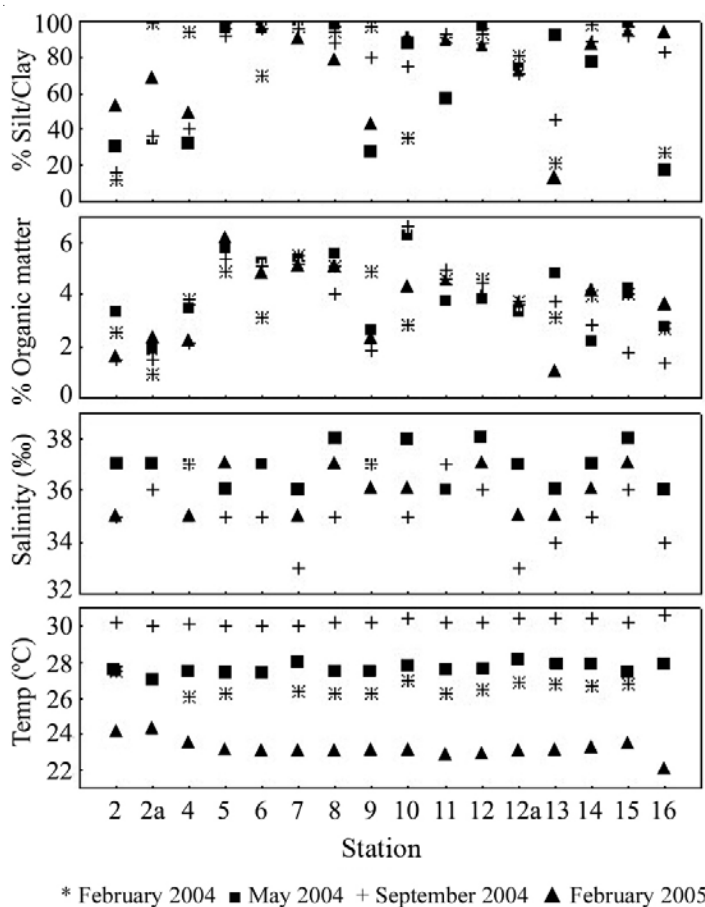 100
80
60
40
20
0
% Silt/Clay
6
4
2
0
% Organic matter
38
36
34
32
Salinity (‰)
30
28
26
24
22
Temp (ºC)
2 2a 4 5 6 7 8 9 10 11 12 12a 13 14 15 16
Station
* February 2004 ■ May 2004 + September 2004 ▲ February 2005